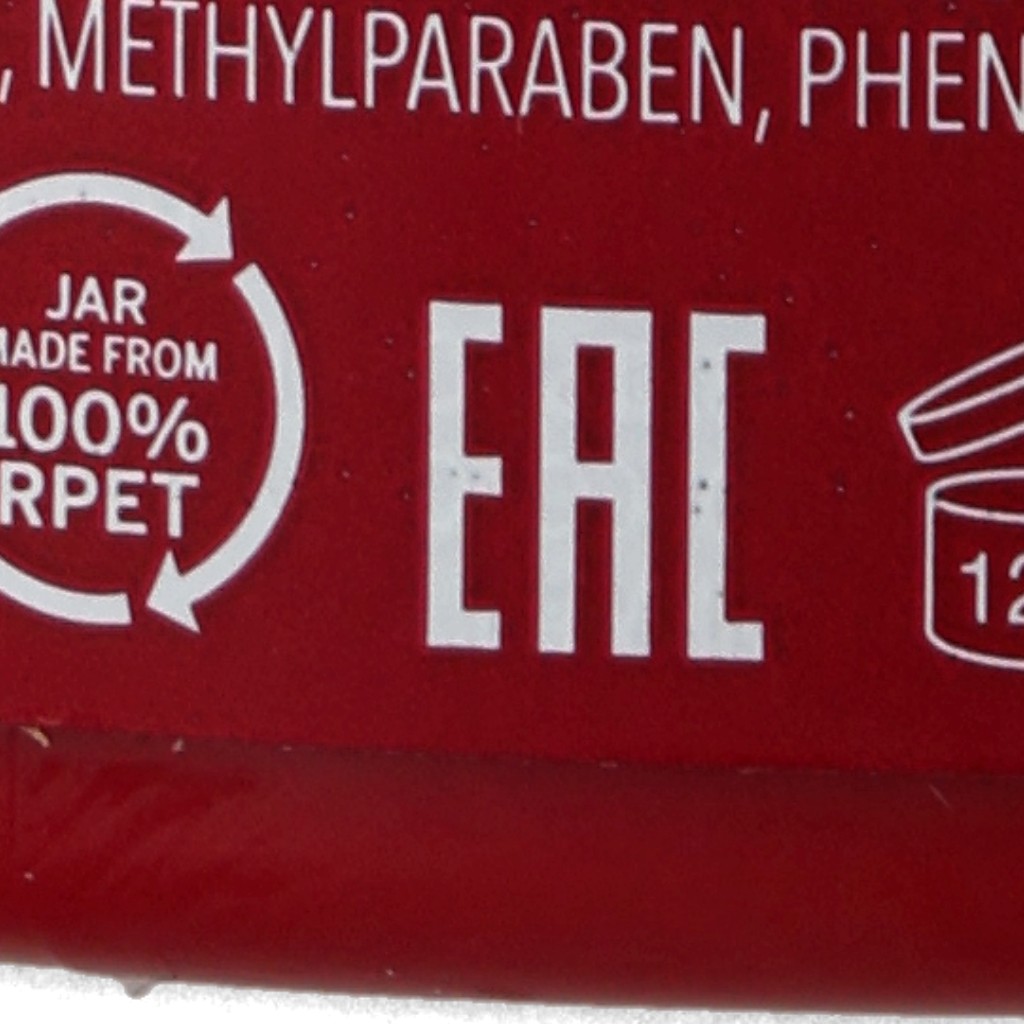 , METHYLPARABEN, PHEN
JAR
MADE FROM
100%
RPET
EAC
12